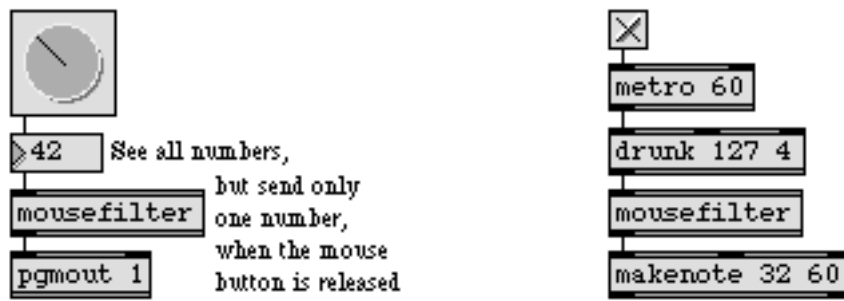 42
See all numbers,
but send only
mousefilter
one number,
when the mouse
pgmout 1
button is released
metro 60
drunk 127 4
mousefilter
makenote 32 60